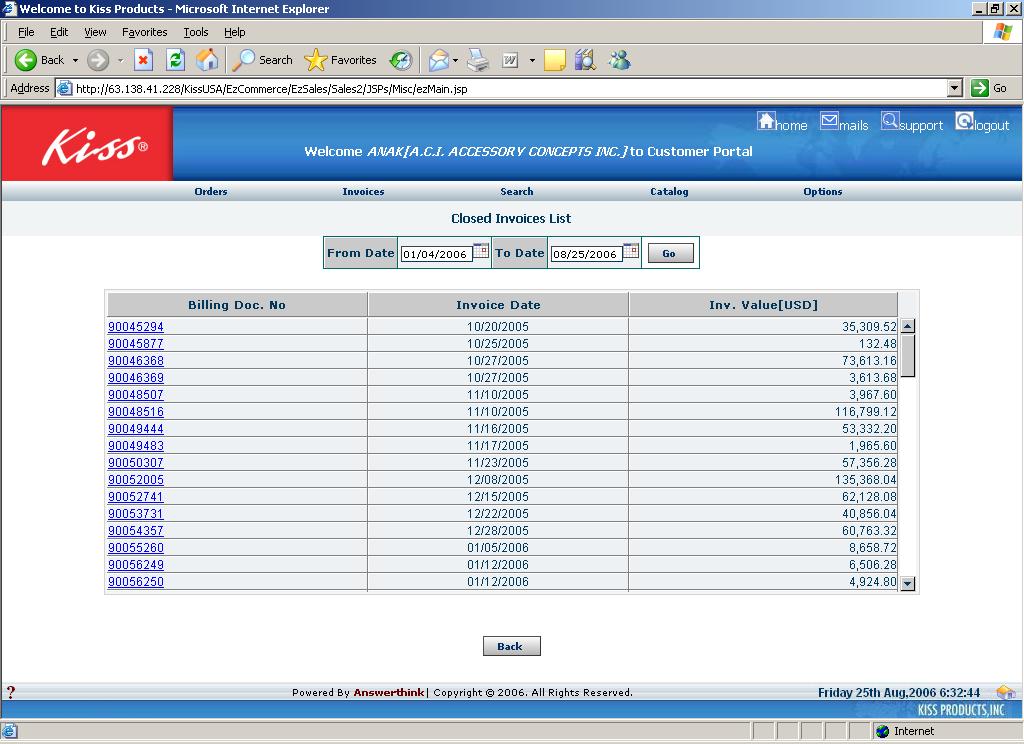 Welcome to Kiss Products - Microsoft Internet Explorer
File Edit View Favorites Tools Help
Back Search Favorites
Address http://63.138.41.228/KissUSA/EzCommerce/EzSales/Sales2/JSPs/Misc/ezMain.jsp Go
home mails support logout
Kiss®
Welcome ANAK[A.C.I. ACCESSORY CONCEPTS INC.]to Customer Portal
Orders Invoices Search Catalog Options
Closed Invoices List
From Date 01/04/2006 To Date 08/25/2006 Go
Billing Doc. No Invoice Date Inv. Value[USD]
90045294 10/20/2005 35,309.52
90045877 10/25/2005 132.48
90046368 10/27/2005 73,613.16
90046369 10/27/2005 3,613.68
90048507 11/10/2005 3,967.60
90048516 11/10/2005 116,799.12
90049444 11/16/2005 53,332.20
90049483 11/17/2005 1,965.60
90050307 11/23/2005 57,356.28
90052005 12/08/2005 135,368.04
90052741 12/15/2005 62,128.08
90053731 12/22/2005 40,856.04
90054357 12/28/2005 60,763.32
90055260 01/05/2006 8,658.72
90056249 01/12/2006 6,506.28
90056250 01/12/2006 4,924.80
Back
? Powered By Answerthink| Copyright © 2006. All Rights Reserved. Friday 25th Aug,2006 6:32:44
KISS PRODUCTS,INC
Internet